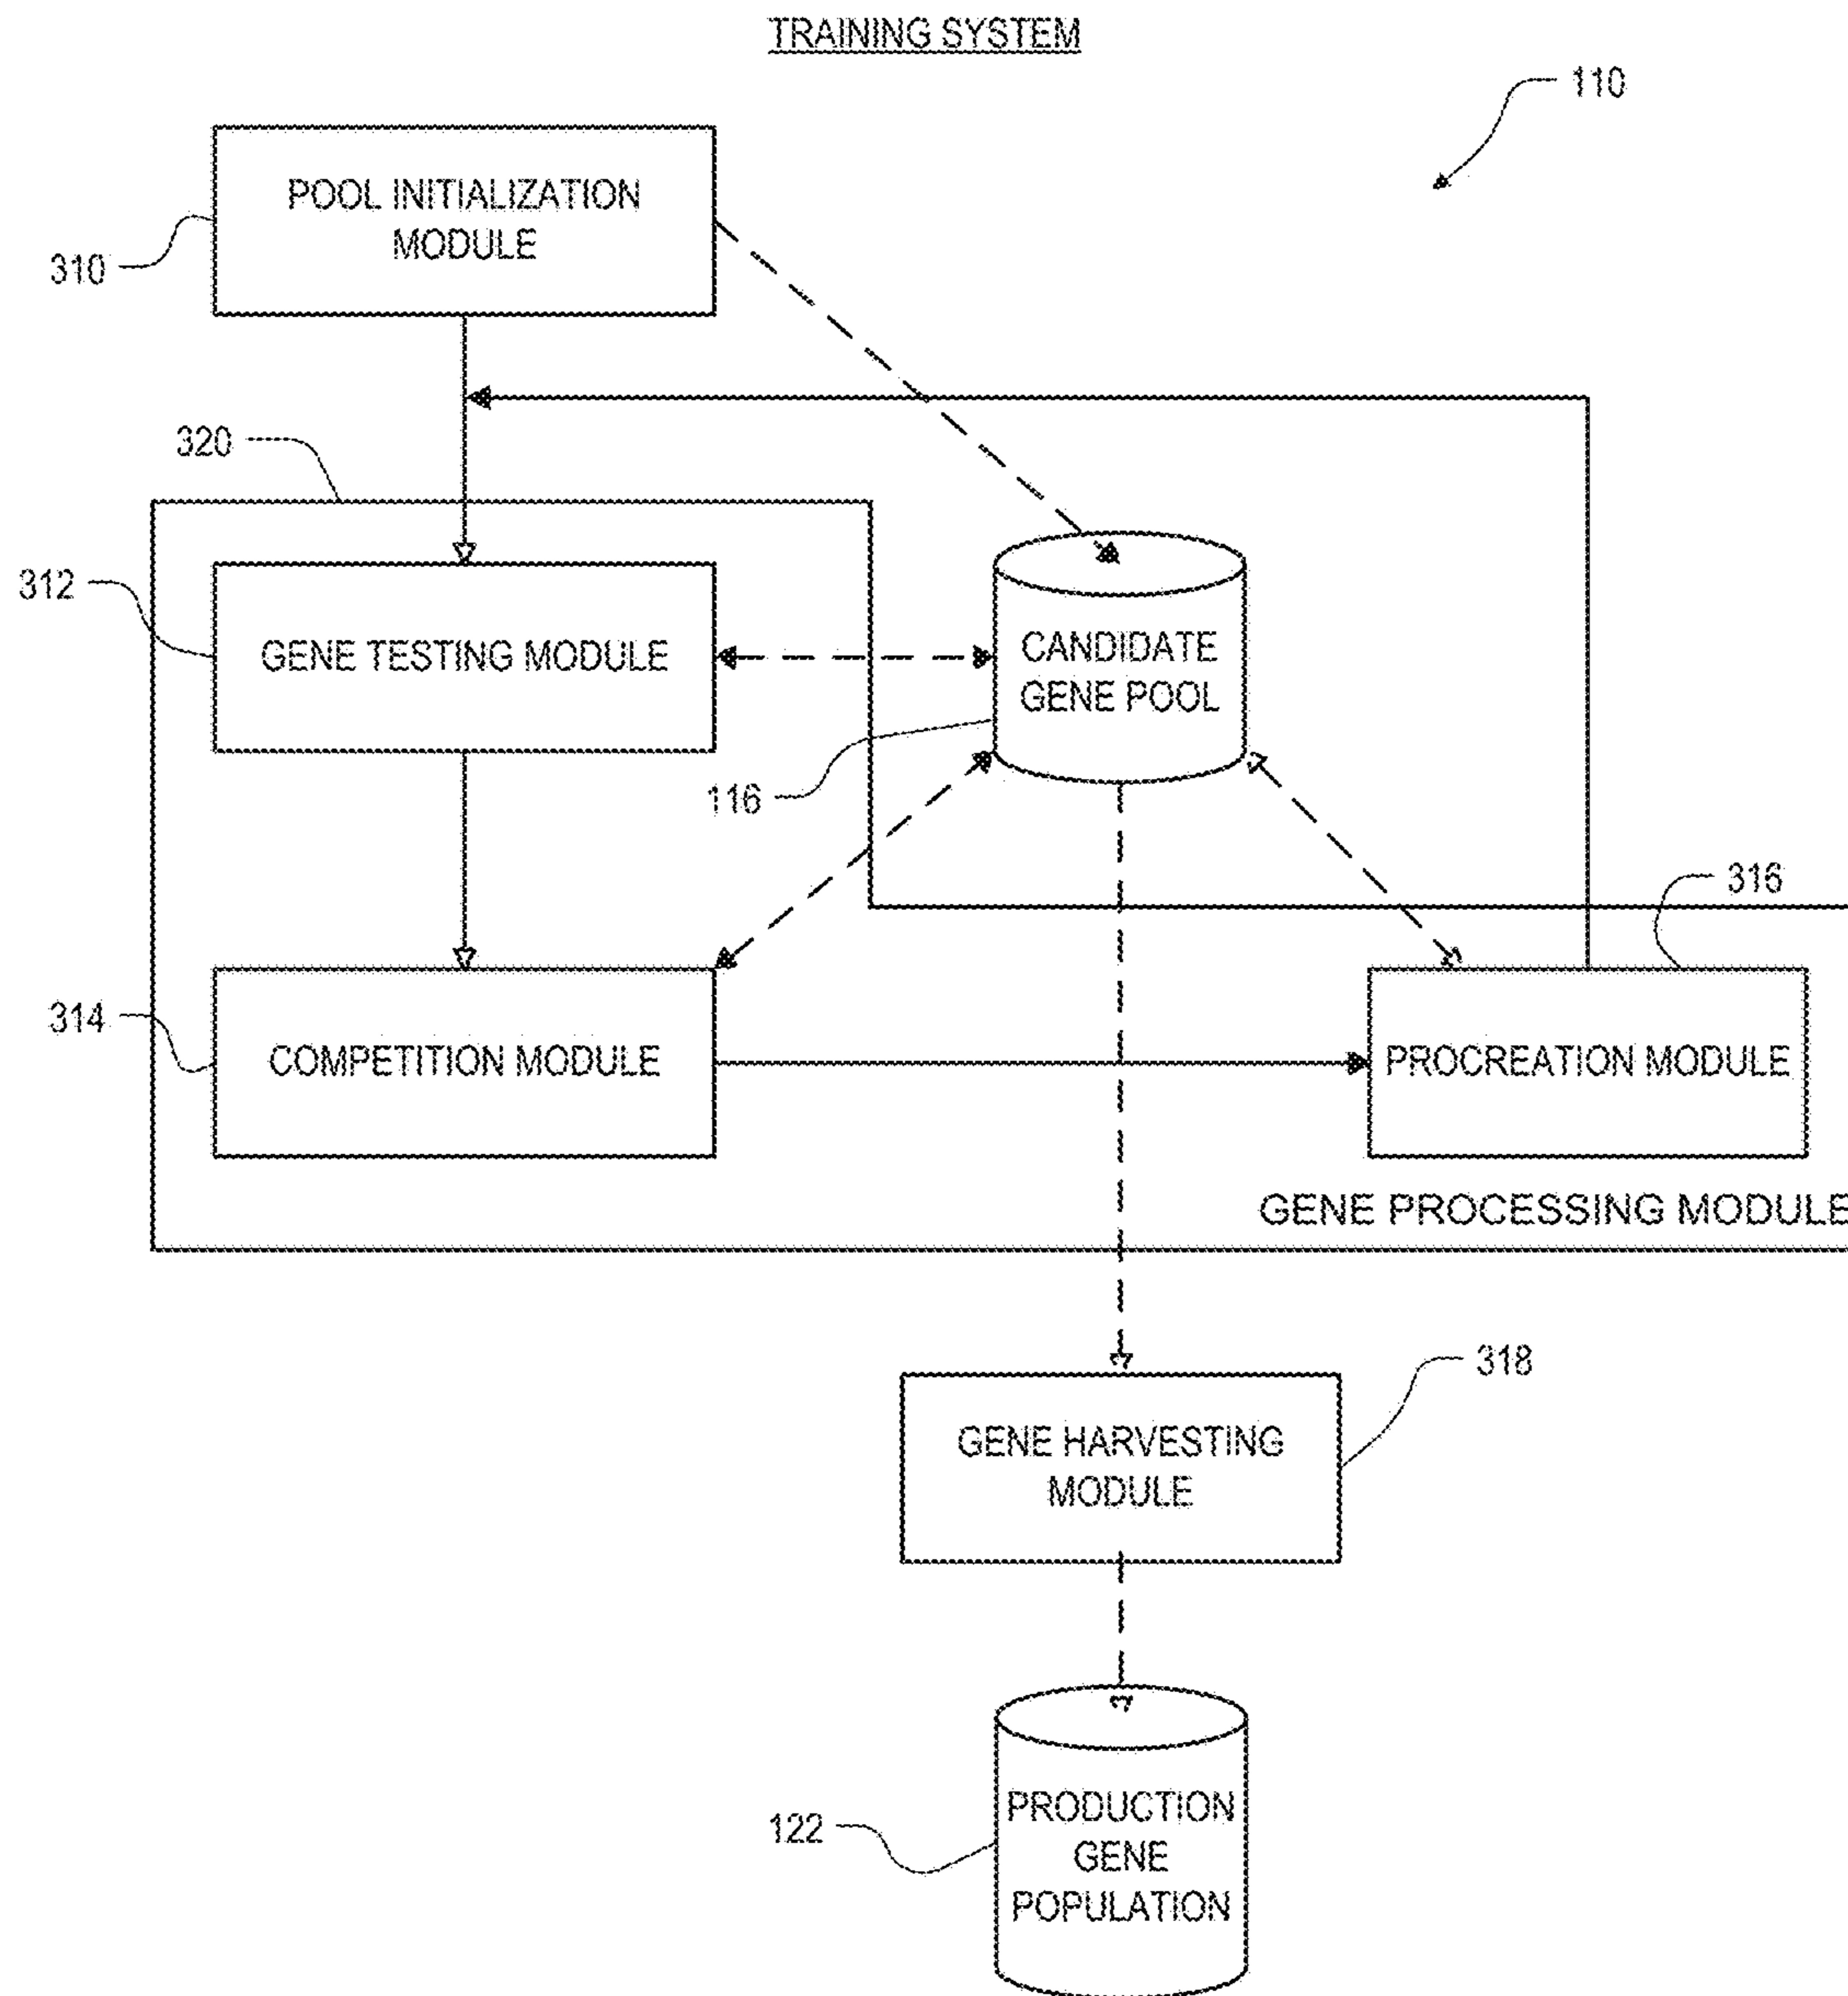 TRAINING SYSTEM
110
POOL INITIALIZATION
MODULE
310
320
312
GENE TESTING MODULE
CANDIDATE
GENE POOL
116
316
314
COMPETITION MODULE
PROCREATION MODULE
GENE PROCESSING MODULE
318
GENE HARVESTING
MODULE
122
PRODUCTION
GENE
POPULATION